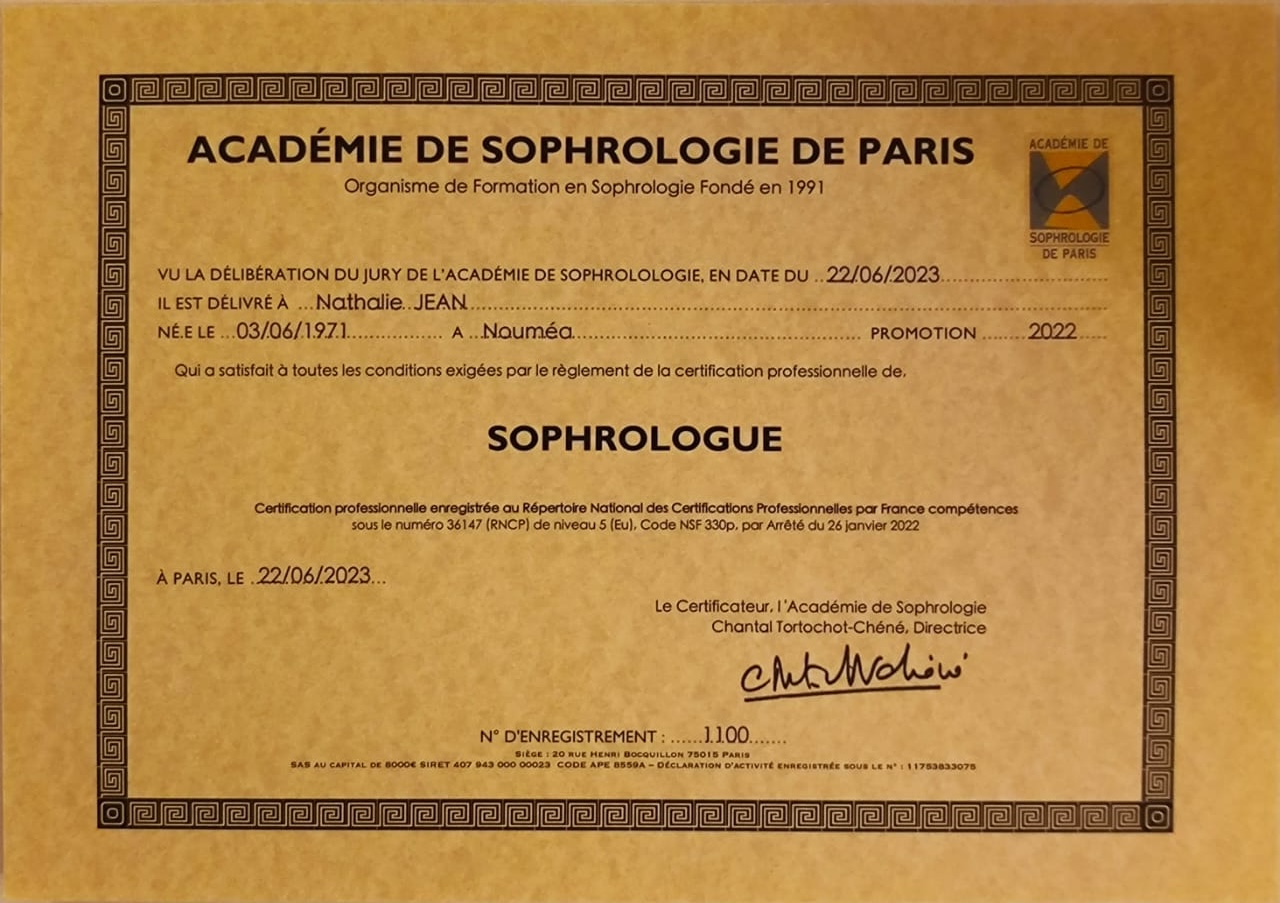 ACADÉMIE DE SOPHROLOGIE DE PARIS
Organisme de Formation en Sophrologie Fondé en 1991
ACADÉMIE DE
SOPHROLOGIE
DE PARIS
VU LA DÉLIBÉRATION DU JURY DE L'ACADÉMIE DE SOPHROLOLOGIE, EN DATE DU ..22/06/2023
IL ES DÉLIVRÉ À ...Nathalie JEAN
NÉ.E LE ...03/06/1971 A ...Nouméa PROMOTION 2022
Qui a satisfait à toutes les conditions exigées par le règlement de la certification professionnelle de.
SOPHROLOGUE
Certification professionnelle enregistrée au Répertoire National des Certifications Professionnelles par France compétences
sous le numéro 36147 (RNCP) de niveau 5 (Eu), Code NSF 330p, par Arrêté du 26 janvier 2022
À PARIS, LE ..22/06/2023...
Le Certificateur, l'Académie de Sophrologie
Chantal Tortochot-Chéné, Directrice
N° D'ENREGISTREMENT : ......1100.......
SIÈGE : 20 RUE HENRI BOCQUILLON 75015 PARIS
SAS AU CAPITAL DE 8000€ SIRET 407 943 000 00023 CODE APE 8559A – DÉCLARATION D'ACTIVITÉ ENREGISTRÉE SOUS LE N° : 11753833075